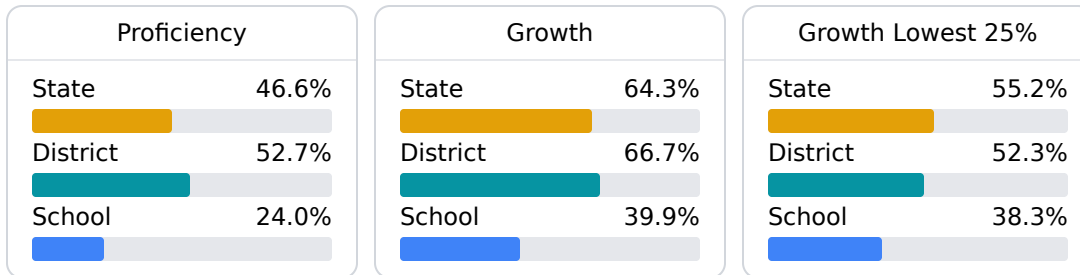 Proficiency
State 46.6%
District 52.7%
School 24.0%
Growth
State 64.3%
District 66.7%
School 39.9%
Growth Lowest 25%
State 55.2%
District 52.3%
School 38.3%